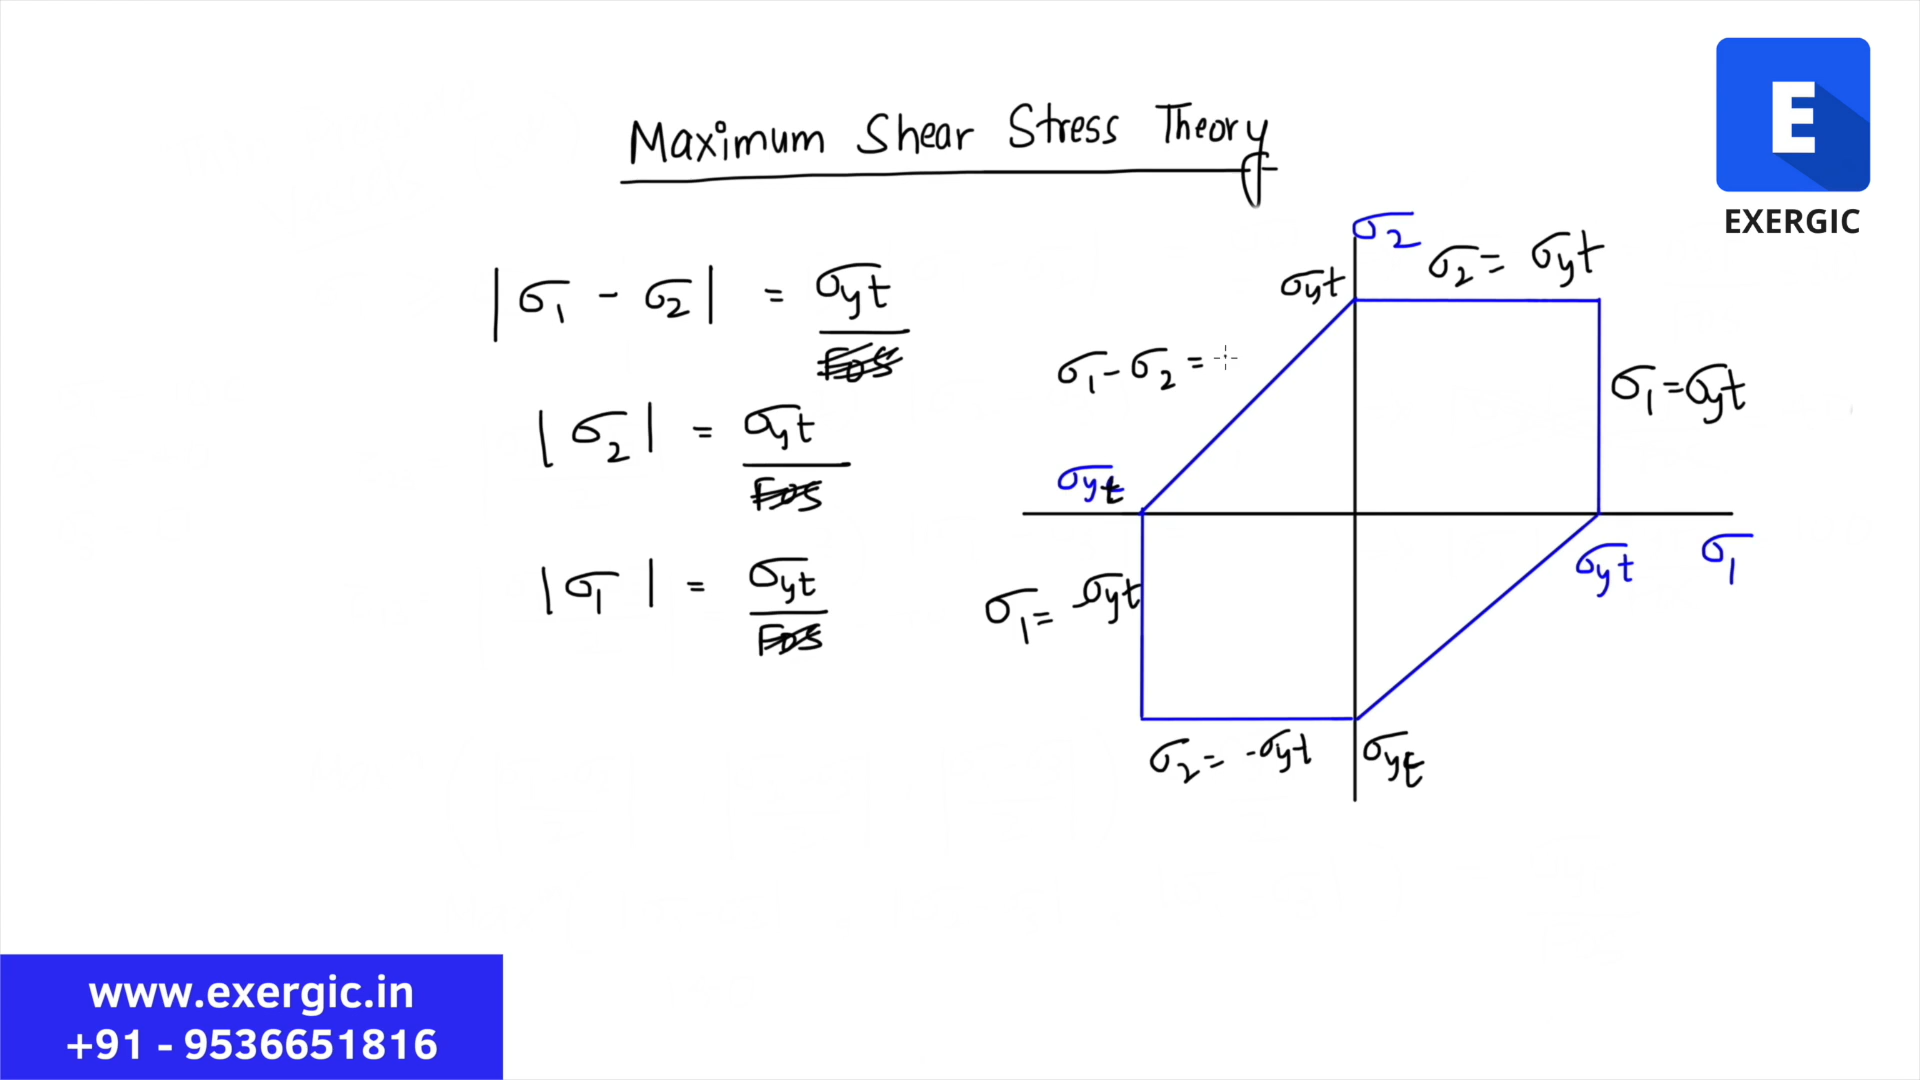 Maximum Shear Stress Theory
E
EXERGIC
|σ1 - σ2| = σyt / FOS
|σ2| = σyt / FOS
|σ1| = σyt / FOS
σ2
σ2 = σyt
σyt
σ1 - σ2 =
σ1 = σyt
σyt
σyt
σ1
σ1 = -σyt
σ2 = -σyt
σyt
www.exergic.in
+91 - 9536651816